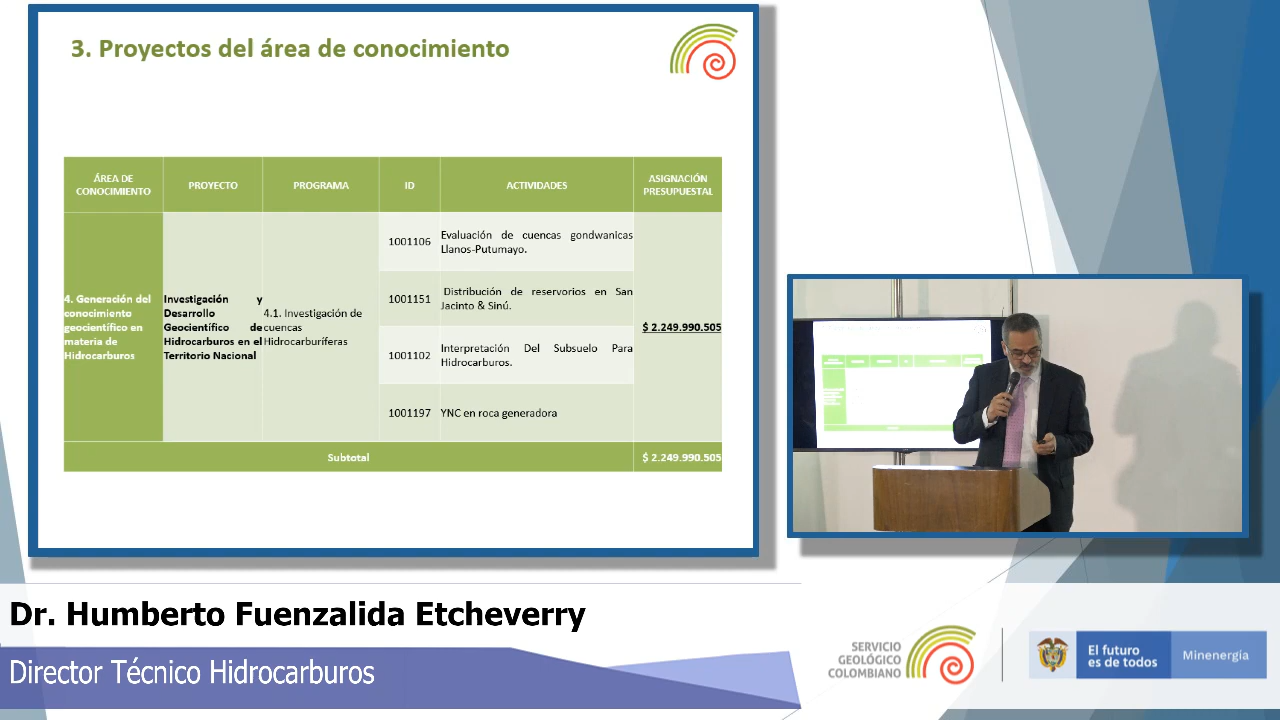 3. Proyectos del área de conocimiento
ÁREA DE
CONOCIMIENTO
PROYECTO
PROGRAMA
ID
ACTIVIDADES
ASIGNACIÓN
PRESUPUESTAL
4. Generación del
conocimiento
geocientífico en
materia de
Hidrocarburos
Investigación y
Desarrollo
Geocientífico de
Hidrocarburos en el
Territorio Nacional
4.1. Investigación de
cuencas
Hidrocarburíferas
1001106
Evaluación de cuencas gondwanicas
Llanos-Putumayo.
1001151
Distribución de reservorios en San
Jacinto & Sinú.
1001102
Interpretación Del Subsuelo Para
Hidrocarburos.
1001197
YNC en roca generadora
$ 2.249.990.505
Subtotal
$ 2.249.990.505
Dr. Humberto Fuenzalida Etcheverry
Director Técnico Hidrocarburos
SERVICIO
GEOLÓGICO
COLOMBIANO
El futuro
es de todos
Minenergía